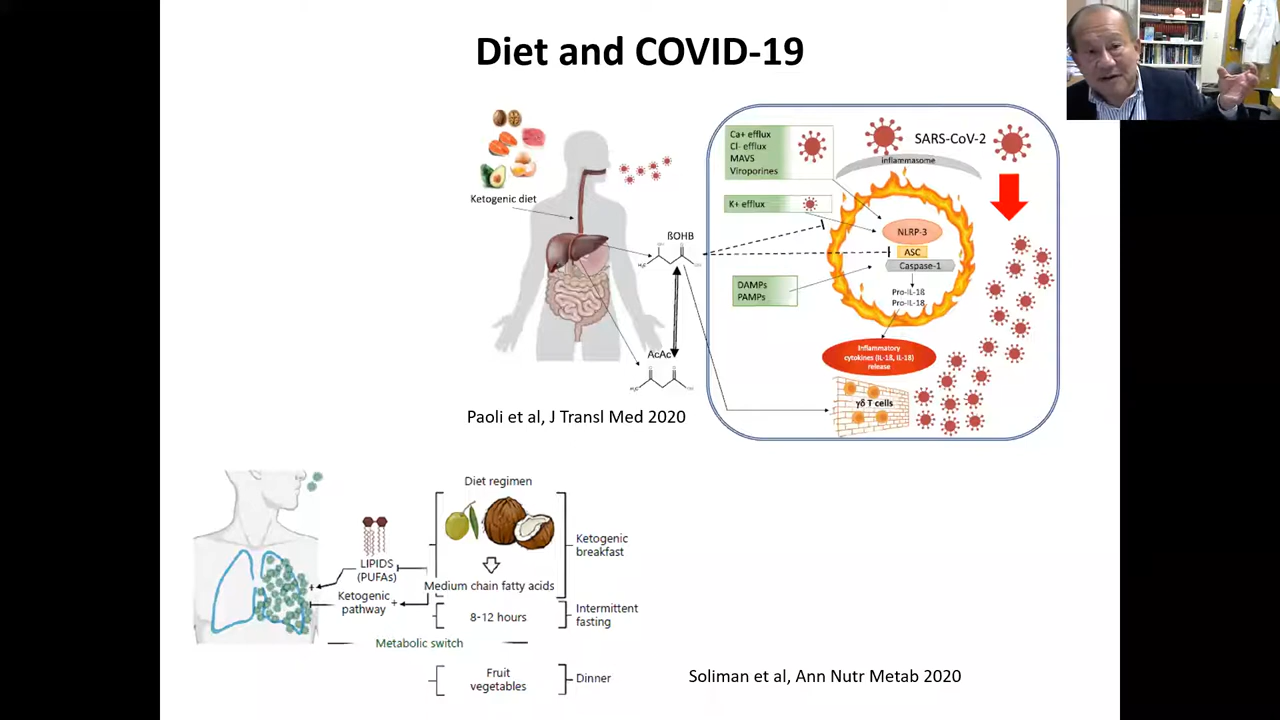 Diet and COVID-19
Ketogenic diet
ßOHB
AcAc
Ca+ efflux
Cl- efflux
MAVS
Viroporines
K+ efflux
DAMPs
PAMPs
SARS-CoV-2
inflammasome
NLRP-3
ASC
Caspase-1
Pro-IL-1ß
Pro-IL-18
Inflammatory
cytokines (IL-1ß, IL-18)
release
γδ T cells
Paoli et al, J Transl Med 2020
Diet regimen
LIPIDS
(PUFAs)
Ketogenic
pathway
Medium chain fatty acids
Ketogenic
breakfast
8-12 hours
Intermittent
fasting
Metabolic switch
Fruit
vegetables
Dinner
Soliman et al, Ann Nutr Metab 2020